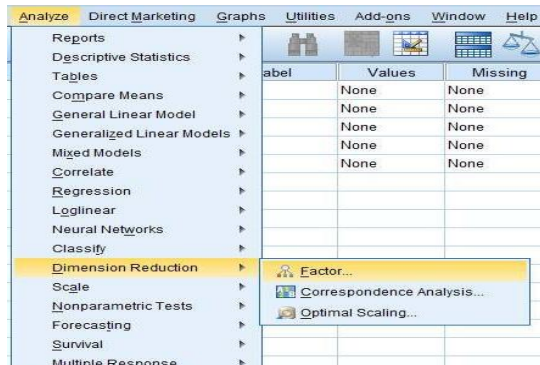 Analyze Direct Marketing Graphs Utilities Add-ons Window Help
Reports
Descriptive Statistics
Tables
Compare Means
General Linear Model
Generalized Linear Models
Mixed Models
Correlate
Regression
Loglinear
Neural Networks
Classify
Dimension Reduction
Scale
Nonparametric Tests
Forecasting
Survival
Multiple Response
abel Values Missing
None None
None None
None None
None None
None None
Factor...
Correspondence Analysis...
Optimal Scaling...